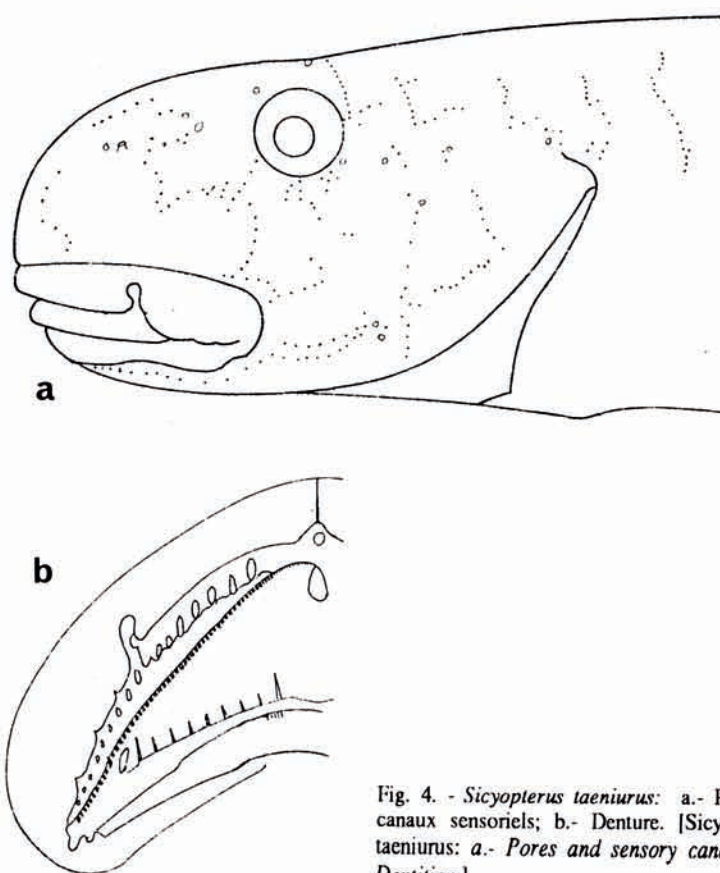 a
b
Fig. 4. - Sicyopterus taeniurus: a.-
canaux sensoriels; b.- Denture. [Sicy
taeniurus: a.- Pores and sensory can